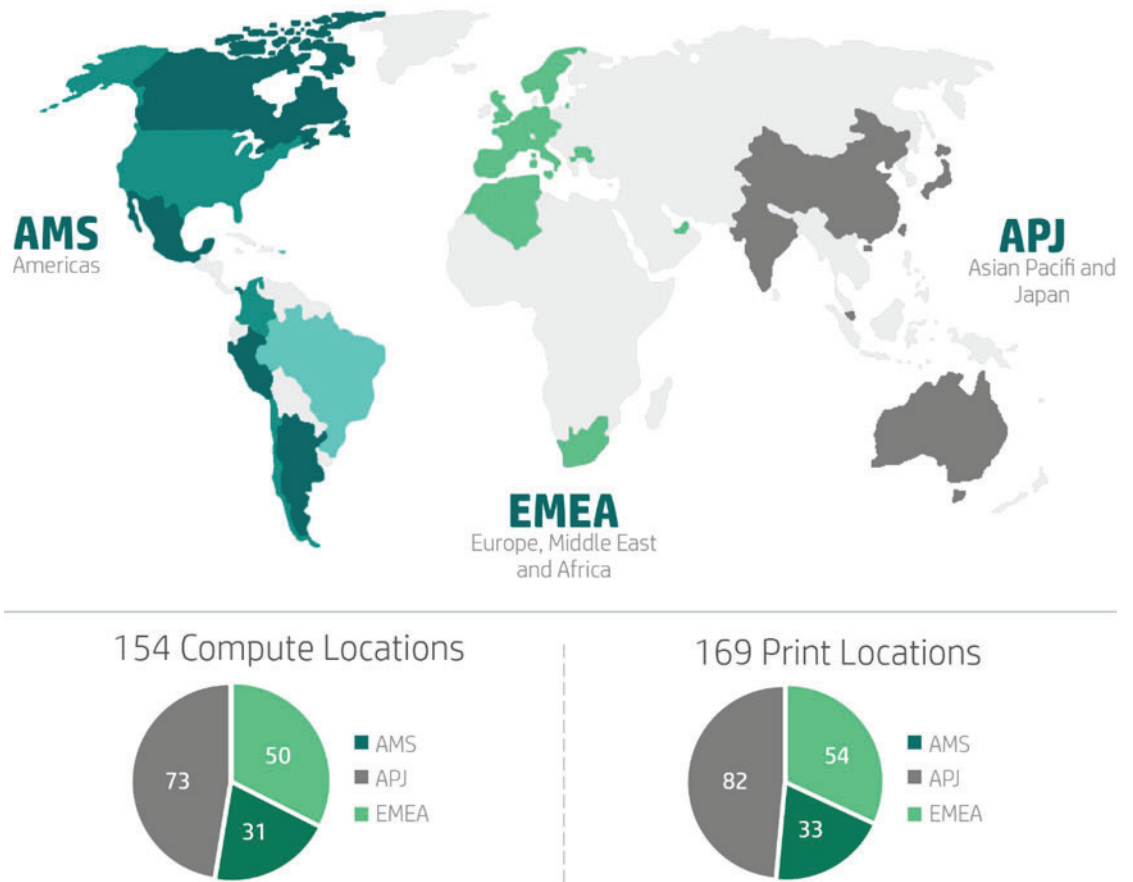 AMS
Americas
APJ
Asian Pacifi and
Japan
EMEA
Europe, Middle East
and Africa
154 Compute Locations
73
50
31
AMS
APJ
EMEA
169 Print Locations
82
54
33
AMS
APJ
EMEA